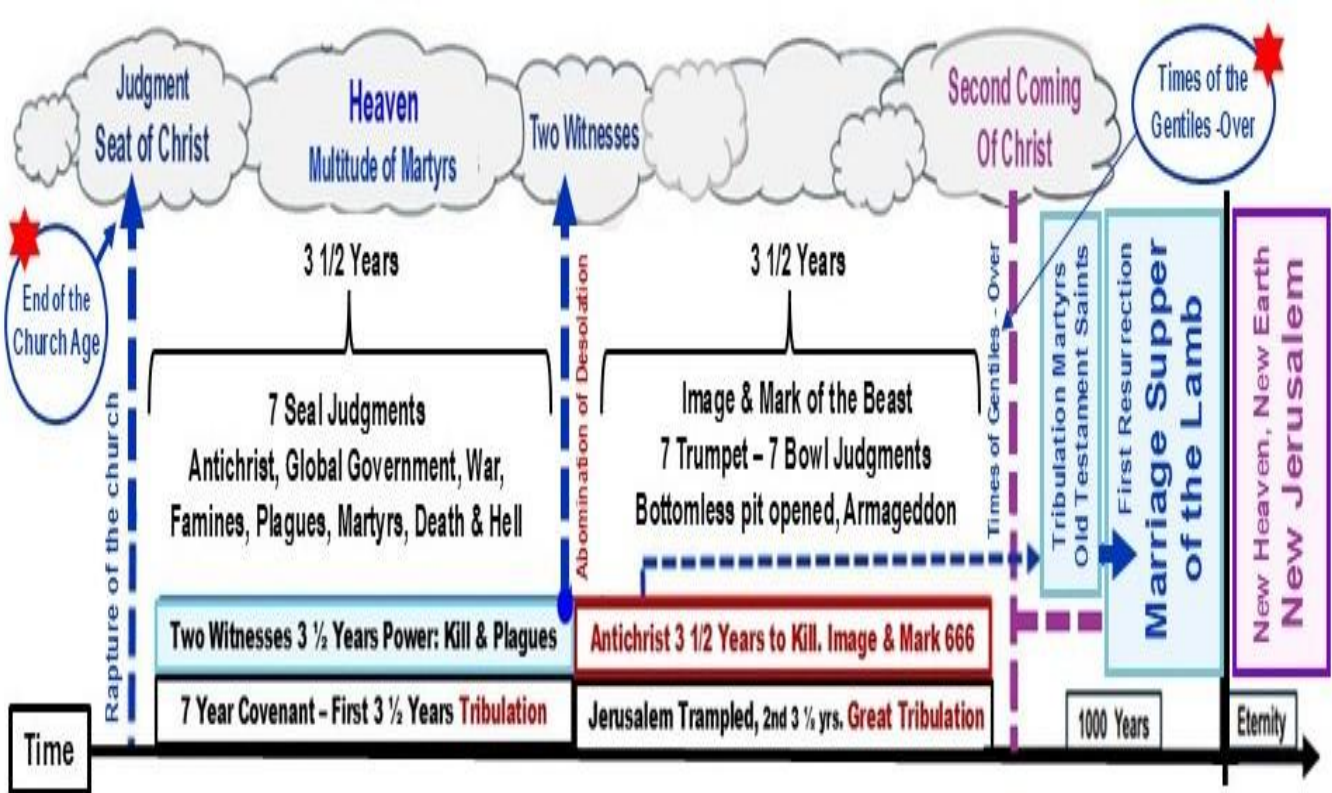 Judgment
Seat of Christ
Heaven
Multitude of Martyrs
Two Witnesses
Second Coming
Of Christ
Times of the
Gentiles -Over
End of the
Church Age
Rapture of the church
3 1/2 Years
7 Seal Judgments
Antichrist, Global Government, War,
Famines, Plagues, Martyrs, Death & Hell
Abomination of Desolation
3 1/2 Years
Image & Mark of the Beast
7 Trumpet – 7 Bowl Judgments
Bottomless pit opened, Armageddon
Times of Gentiles - Over
Tribulation Martyrs
Old Testament Saints
First Resurrection
Marriage Supper
of the Lamb
New Heaven, New Earth
New Jerusalem
Two Witnesses 3 ½ Years Power: Kill & Plagues
Antichrist 3 1/2 Years to Kill. Image & Mark 666
7 Year Covenant – First 3 ½ Years Tribulation
Jerusalem Trampled, 2nd 3 ½ yrs. Great Tribulation
Time
1000 Years
Eternity